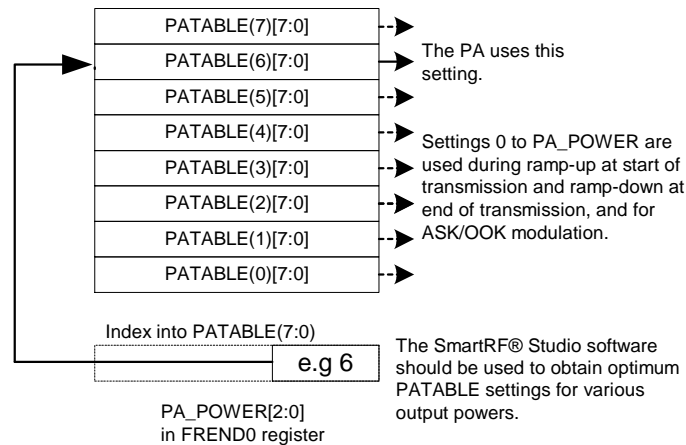 PATABLE(7)[7:0]
PATABLE(6)[7:0]
The PA uses this
setting.
PATABLE(5)[7:0]
PATABLE(4)[7:0]
PATABLE(3)[7:0]
PATABLE(2)[7:0]
PATABLE(1)[7:0]
PATABLE(0)[7:0]
Settings 0 to PA_POWER are
used during ramp-up at start of
transmission and ramp-down at
end of transmission, and for
ASK/OOK modulation.
Index into PATABLE(7:0)
e.g 6
PA_POWER[2:0]
in FREND0 register
The SmartRF® Studio software
should be used to obtain optimum
PATABLE settings for various
output powers.